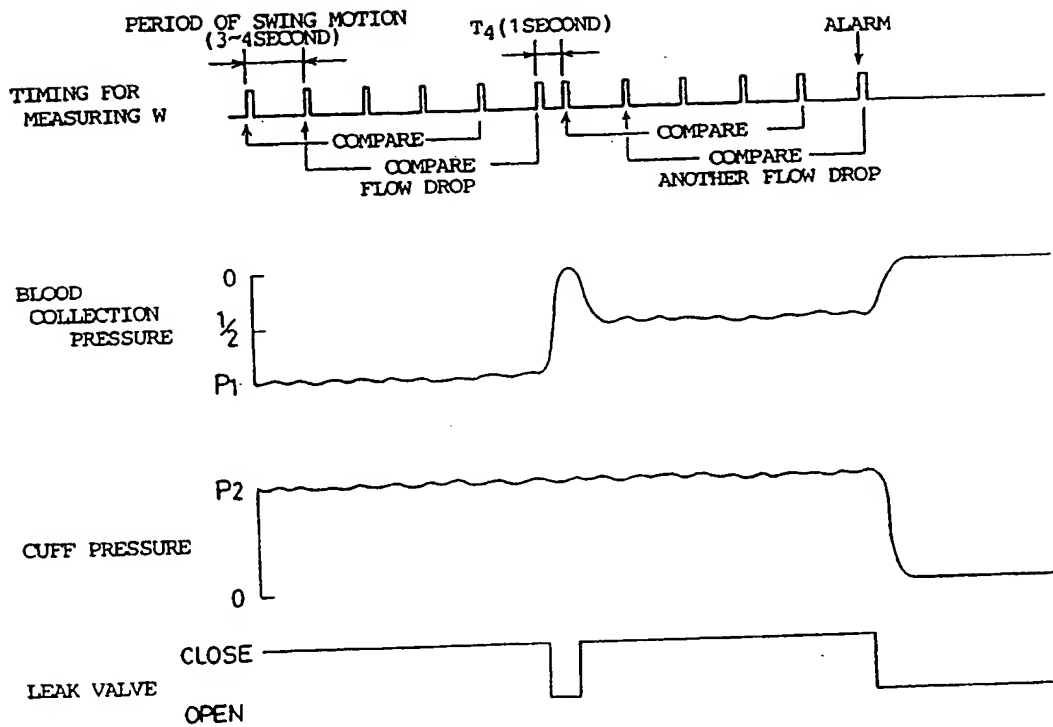 PERIOD OF SWING MOTION
(3~4SECOND)
T4(1SECOND)
ALARM
TIMING FOR
MEASURING W
COMPARE
COMPARE
FLOW DROP
COMPARE
COMPARE
ANOTHER FLOW DROP
BLOOD
COLLECTION
PRESSURE
0
1/2
P1
CUFF PRESSURE
P2
0
LEAK VALVE
CLOSE
OPEN